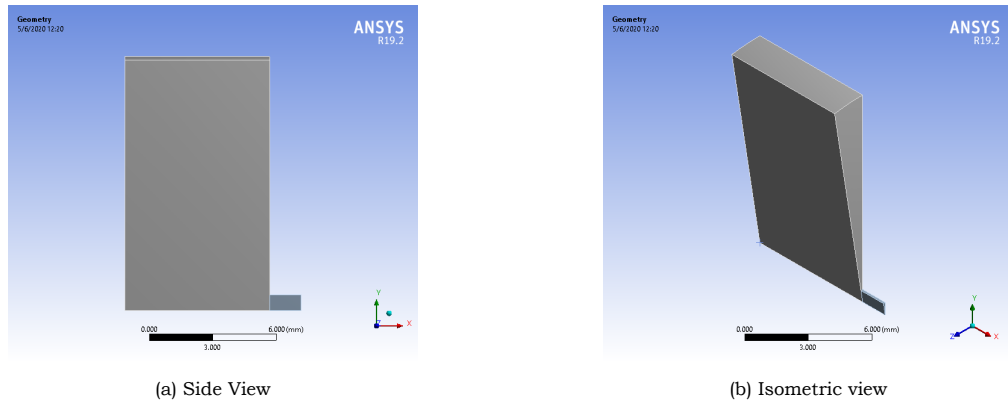 Geometry
5/6/2020 12:20
ANSYS
R19.2
Y
X
Z
0.000
6.000 (mm)
3.000
(a) Side View
Geometry
5/6/2020 12:20
ANSYS
R19.2
Y
Z
X
0.000
6.000 (mm)
3.000
(b) Isometric view